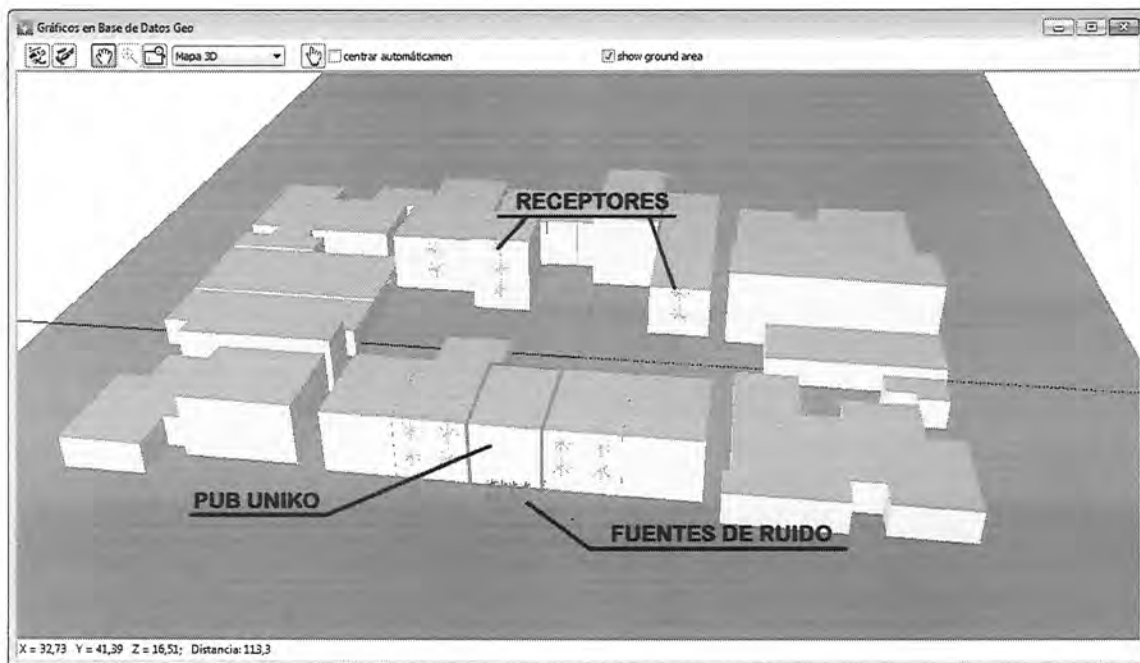 Gráficos en Base de Datos Geo
Mapa 3D centrar automáticamen show ground area
RECEPTORES
PUB UNIKO
FUENTES DE RUIDO
X = 32,73 Y = 41,39 Z = 16,51; Distancia: 113,3